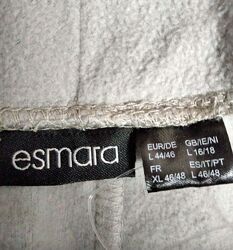 esmara
EUR/DE GB/IE/NI
L 44/46 L 16/18
FR ES/IT/PT
XL 46/48 L 46/48